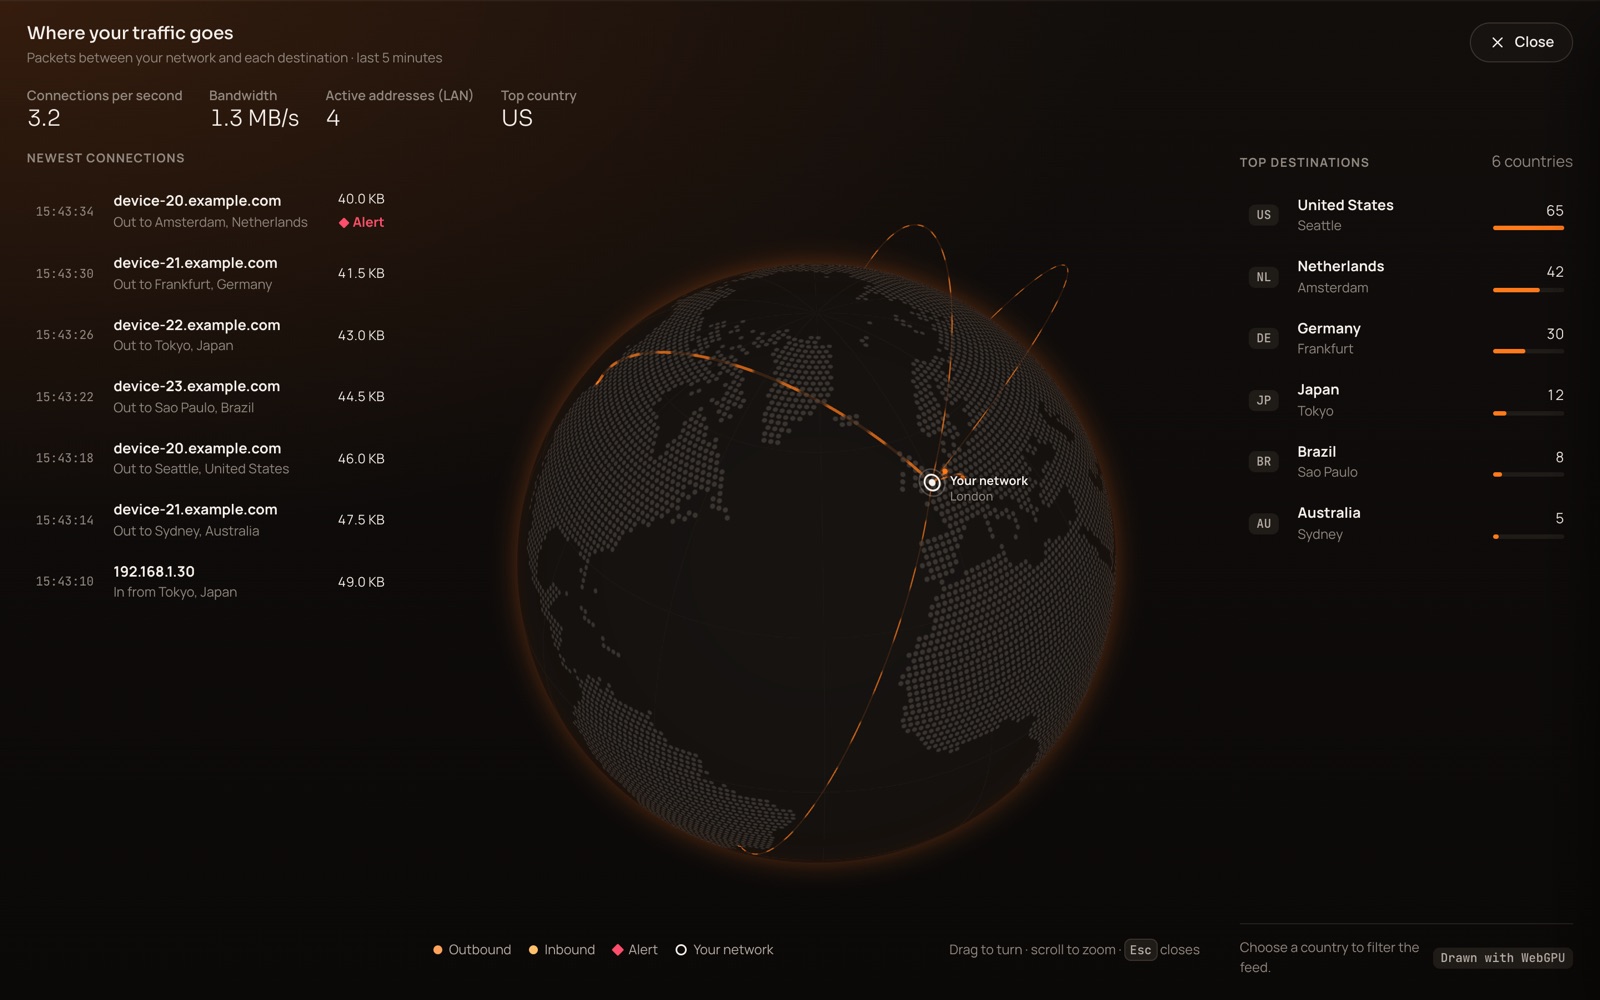 Where your traffic goes
Packets between your network and each destination · last 5 minutes
Close
Connections per second
3.2
Bandwidth
1.3 MB/s
Active addresses (LAN)
4
Top country
US
NEWEST CONNECTIONS
15:43:34
device-20.example.com
Out to Amsterdam, Netherlands
40.0 KB
Alert
15:43:30
device-21.example.com
Out to Frankfurt, Germany
41.5 KB
15:43:26
device-22.example.com
Out to Tokyo, Japan
43.0 KB
15:43:22
device-23.example.com
Out to Sao Paulo, Brazil
44.5 KB
15:43:18
device-20.example.com
Out to Seattle, United States
46.0 KB
15:43:14
device-21.example.com
Out to Sydney, Australia
47.5 KB
15:43:10
192.168.1.30
In from Tokyo, Japan
49.0 KB
Your network
London
TOP DESTINATIONS
6 countries
US
United States
Seattle
65
NL
Netherlands
Amsterdam
42
DE
Germany
Frankfurt
30
JP
Japan
Tokyo
12
BR
Brazil
Sao Paulo
8
AU
Australia
Sydney
5
Outbound
Inbound
Alert
Your network
Drag to turn · scroll to zoom · Esc closes
Choose a country to filter the
feed.
Drawn with WebGPU